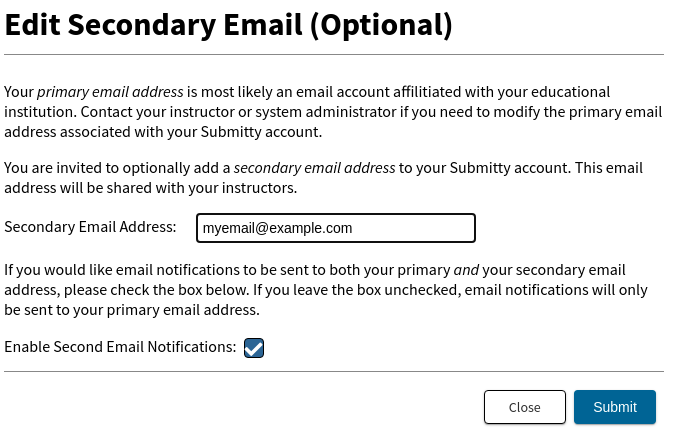 Edit Secondary Email (Optional)
Your primary email address is most likely an email account affilitiated with your educational
institution. Contact your instructor or system administrator if you need to modify the primary email
address associated with your Submitty account.
You are invited to optionally add a secondary email address to your Submitty account. This email
address will be shared with your instructors.
Secondary Email Address: myemail@example.com
If you would like email notifications to be sent to both your primary and your secondary email
address, please check the box below. If you leave the box unchecked, email notifications will only
be sent to your primary email address.
Enable Second Email Notifications:
Close Submit